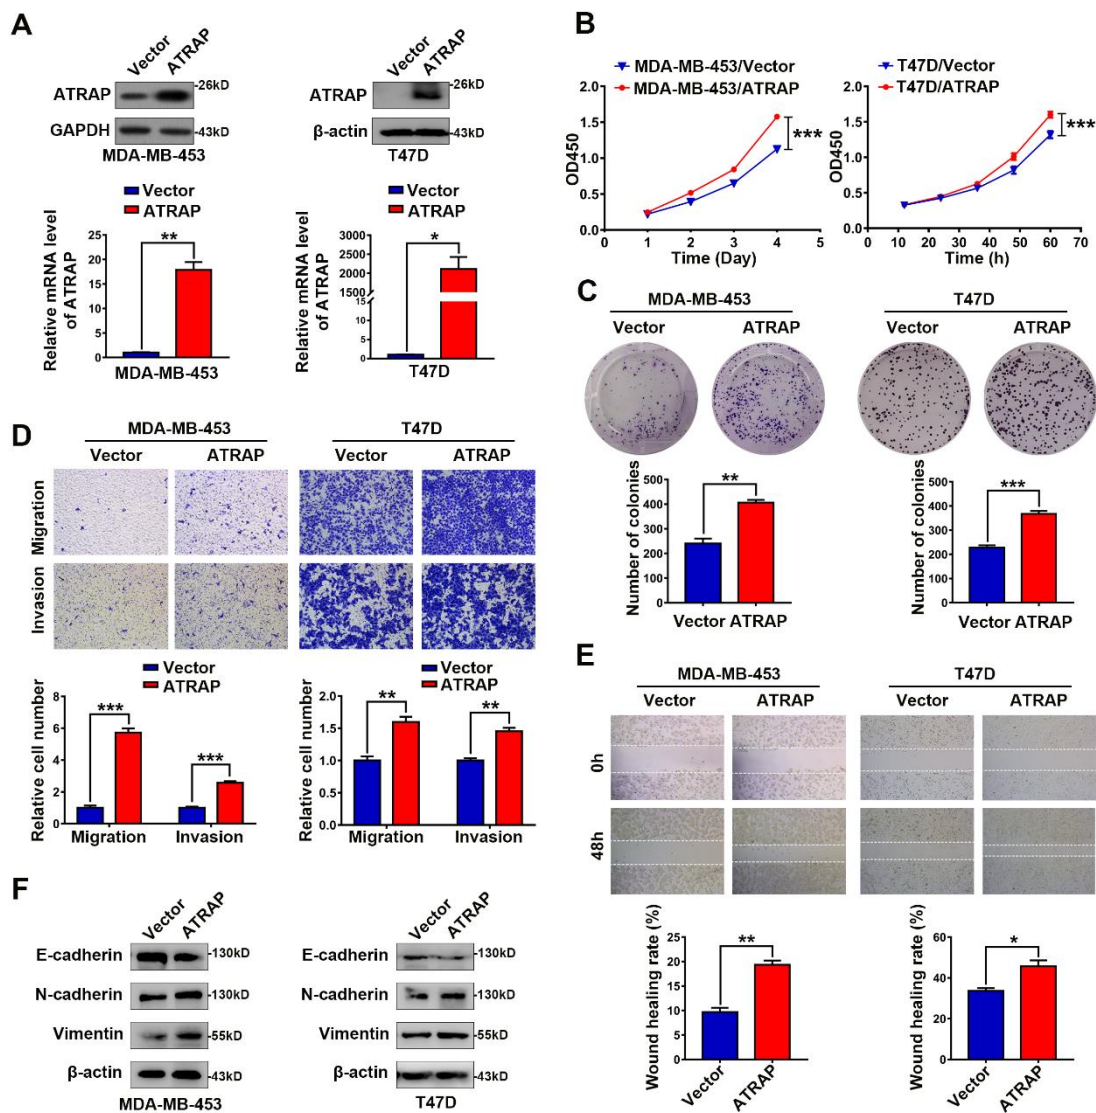 A
Vector
ATRAP
ATRAP
-26kD
GAPDH
-43kD
MDA-MB-453
Vector
ATRAP
ATRAP
-26kD
β-actin
-43kD
T47D
Vector
ATRAP
Relative mRNA level
of ATRAP
25
20
15
10
5
0
**
MDA-MB-453
Vector
ATRAP
Relative mRNA level
of ATRAP
3000
2500
2000
1500
15
10
5
0
*
T47D
B
MDA-MB-453/Vector
MDA-MB-453/ATRAP
OD450
2.0
1.5
1.0
0.5
0.0
***
0 1 2 3 4 5
Time (Day)
T47D/Vector
T47D/ATRAP
OD450
2.0
1.5
1.0
0.5
0.0
***
0 10 20 30 40 50 60 70
Time (h)
C
MDA-MB-453
Vector ATRAP
T47D
Vector ATRAP
Number of colonies
500
400
300
200
100
0
**
Vector ATRAP
Number of colonies
500
400
300
200
100
0
***
Vector ATRAP
D
MDA-MB-453
Vector ATRAP
T47D
Vector ATRAP
Migration
Invasion
Vector
ATRAP
Relative cell number
8
6
4
2
0
***
***
Migration Invasion
Vector
ATRAP
Relative cell number
2.0
1.5
1.0
0.5
0.0
**
**
Migration Invasion
E
MDA-MB-453
Vector ATRAP
T47D
Vector ATRAP
0h
48h
Wound healing rate (%)
25
20
15
10
5
0
**
Vector
ATRAP
Wound healing rate (%)
60
40
20
0
*
Vector
ATRAP
F
Vector
ATRAP
E-cadherin
-130kD
N-cadherin
-130kD
Vimentin
-55kD
β-actin
-43kD
MDA-MB-453
Vector
ATRAP
E-cadherin
-130kD
N-cadherin
-130kD
Vimentin
-55kD
β-actin
-43kD
T47D